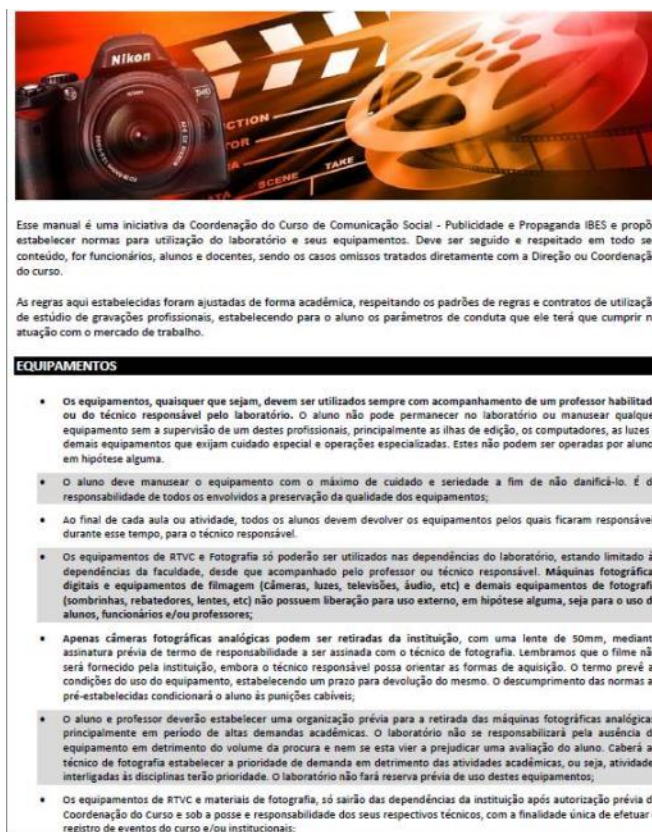 Nikon
D40
CTION
TOR
RA
DATA
SCENE
TAKE
Esse manual é uma iniciativa da Coordenação do Curso de Comunicação Social - Publicidade e Propaganda IBES e propõ
estabelecer normas para utilização do laboratório e seus equipamentos. Deve ser seguido e respeitado em todo se
conteúdo, for funcionários, alunos e docentes, sendo os casos omissos tratados diretamente com a Direção ou Coordenaçã
do curso.
As regras aqui estabelecidas foram ajustadas de forma acadêmica, respeitando os padrões de regras e contratos de utilizaçã
de estúdio de gravações profissionais, estabelecendo para o aluno os parâmetros de conduta que ele terá que cumprir n
atuação com o mercado de trabalho.
EQUIPAMENTOS
• Os equipamentos, quaisquer que sejam, devem ser utilizados sempre com acompanhamento de um professor habilitad
ou do técnico responsável pelo laboratório. O aluno não pode permanecer no laboratório ou manusear qualque
equipamento sem a supervisão de um destes profissionais, principalmente as ilhas de edição, os computadores, as luzes
demais equipamentos que exijam cuidado especial e operações especializadas. Estes não podem ser operadas por aluno
em hipótese alguma.
• O aluno deve manusear o equipamento com o máximo de cuidado e seriedade a fim de não danificá-lo. É d
responsabilidade de todos os envolvidos a preservação da qualidade dos equipamentos;
• Ao final de cada aula ou atividade, todos os alunos devem devolver os equipamentos pelos quais ficaram responsáve
durante esse tempo, para o técnico responsável.
• Os equipamentos de RTVC e Fotografia só poderão ser utilizados nas dependências do laboratório, estando limitado à
dependências da faculdade, desde que acompanhado pelo professor ou técnico responsável. Máquinas fotográfica
digitais e equipamentos de filmagem (Câmeras, luzes, televisões, áudio, etc) e demais equipamentos de fotografi
(sombrinhas, rebatedores, lentes, etc) não possuem liberação para uso externo, em hipótese alguma, seja para o uso d
alunos, funcionários e/ou professores;
• Apenas câmeras fotográficas analógicas podem ser retiradas da instituição, com uma lente de 50mm, mediant
assinatura prévia de termo de responsabilidade a ser assinada com o técnico de fotografia. Lembramos que o filme nã
será fornecido pela instituição, embora o técnico responsável possa orientar as formas de aquisição. O termo prevê a
condições do uso do equipamento, estabelecendo um prazo para devolução do mesmo. O descumprimento das normas a
pré-estabelecidas condicionará o aluno às punições cabíveis;
• O aluno e professor deverão estabelecer uma organização prévia para a retirada das máquinas fotográficas analógicas
principalmente em período de altas demandas acadêmicas. O laboratório não se responsabilizará pela ausência d
equipamento em detrimento do volume da procura e nem se esta vier a prejudicar uma avaliação do aluno. Caberá a
técnico de fotografia estabelecer a prioridade de demanda em detrimento das atividades acadêmicas, ou seja, atividade
interligadas às disciplinas terão prioridade. O laboratório não fará reserva prévia de uso destes equipamentos;
• Os equipamentos de RTVC e materiais de fotografia, só sairão das dependências da instituição após autorização prévia d
Coordenação do Curso e sob a posse e responsabilidade dos seus respectivos técnicos, com a finalidade única de efetuar
registro de eventos do curso e/ou institucionais;